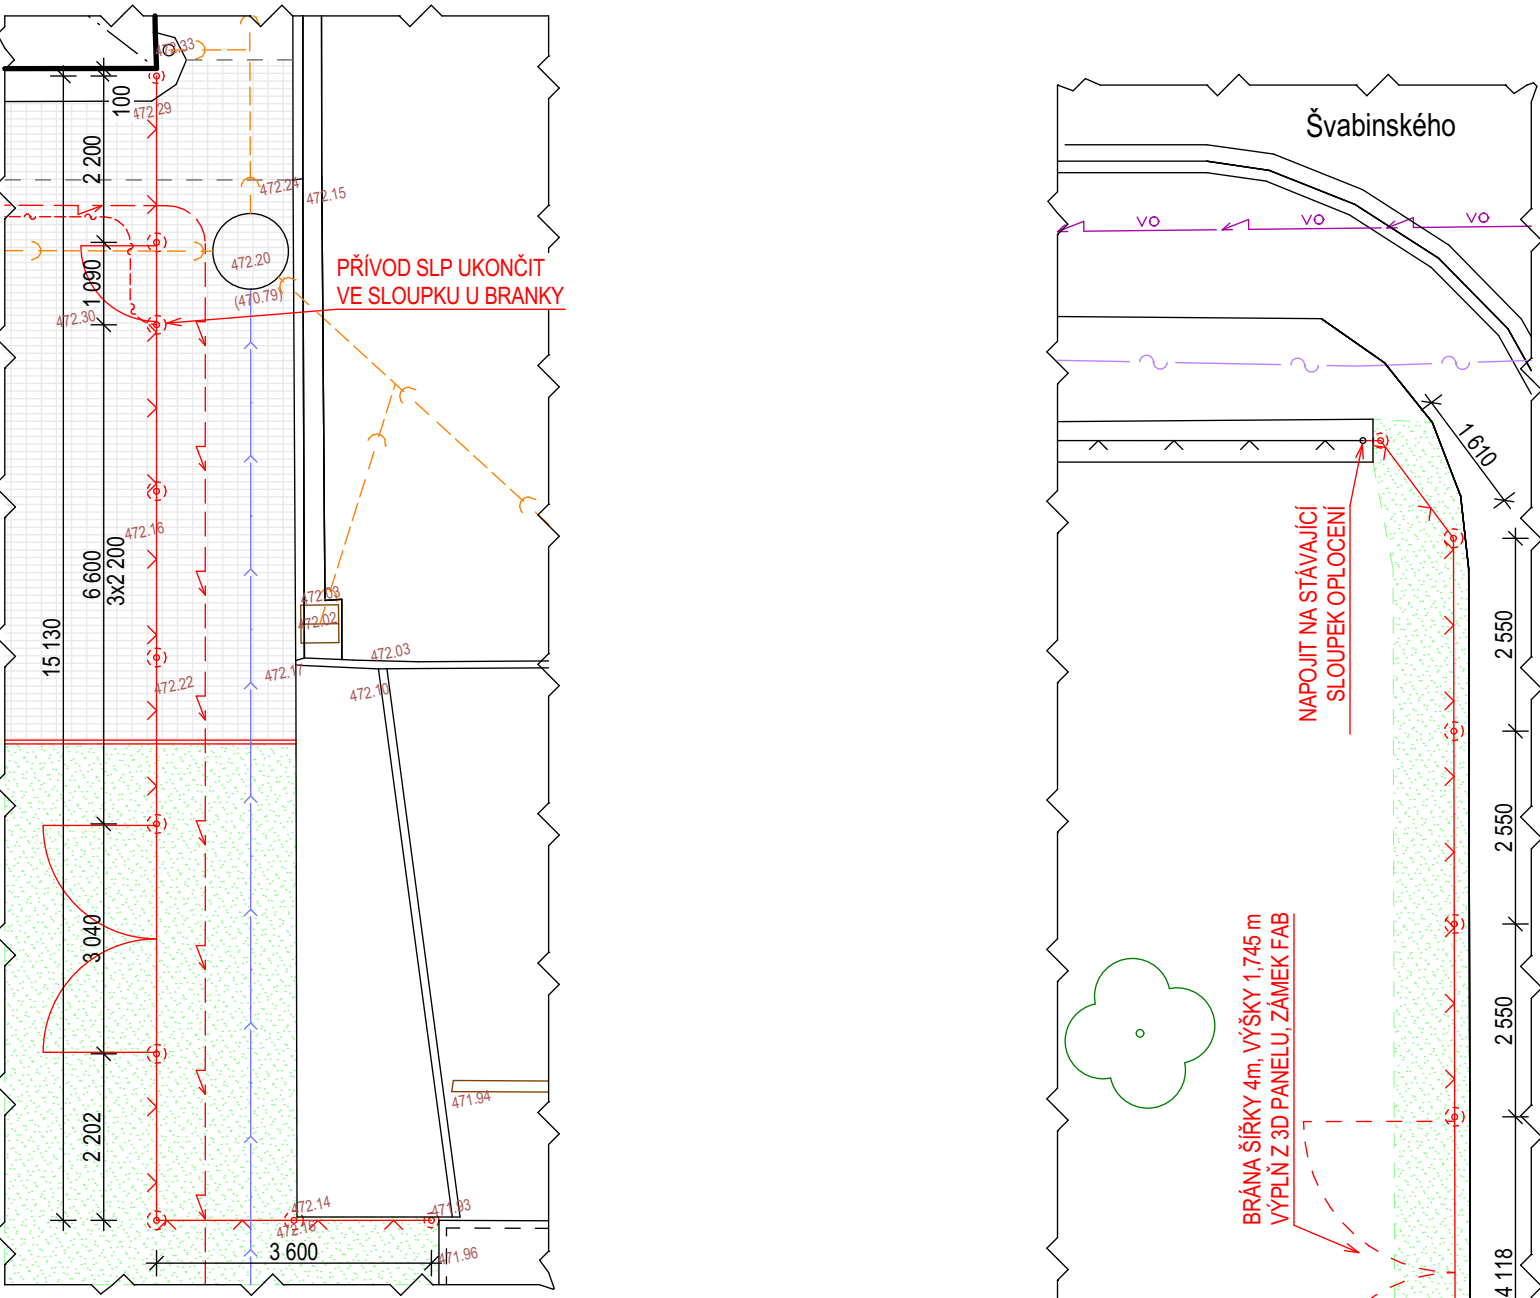 472.33
100
472.29
2 200
472.24
472.15
472.20
(470.79)
1 090
472.30
PŘÍVOD SLP UKONČIT
VE SLOUPKU U BRANKY
472.16
6 600
3x2 200
15 130
472.03
472.02
472.03
472.17
472.10
472.22
3 040
2 202
471.94
472.14
472.16
471.93
471.96
3 600
Švabinského
VO
VO
VO
1 610
NAPOJIT NA STÁVAJÍCÍ
SLOUPEK OPLOCENÍ
2 550
2 550
2 550
BRÁNA ŠÍŘKY 4m, VÝŠKY 1,745 m
VÝPLŇ Z 3D PANELU, ZÁMEK FAB
4 118